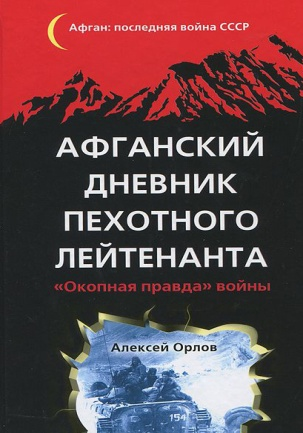 Афган: последняя война СССР
АФГАНСКИЙ
ДНЕВНИК
ПЕХОТНОГО
ЛЕЙТЕНАНТА
«Окопная правда» войны
Алексей Орлов
154